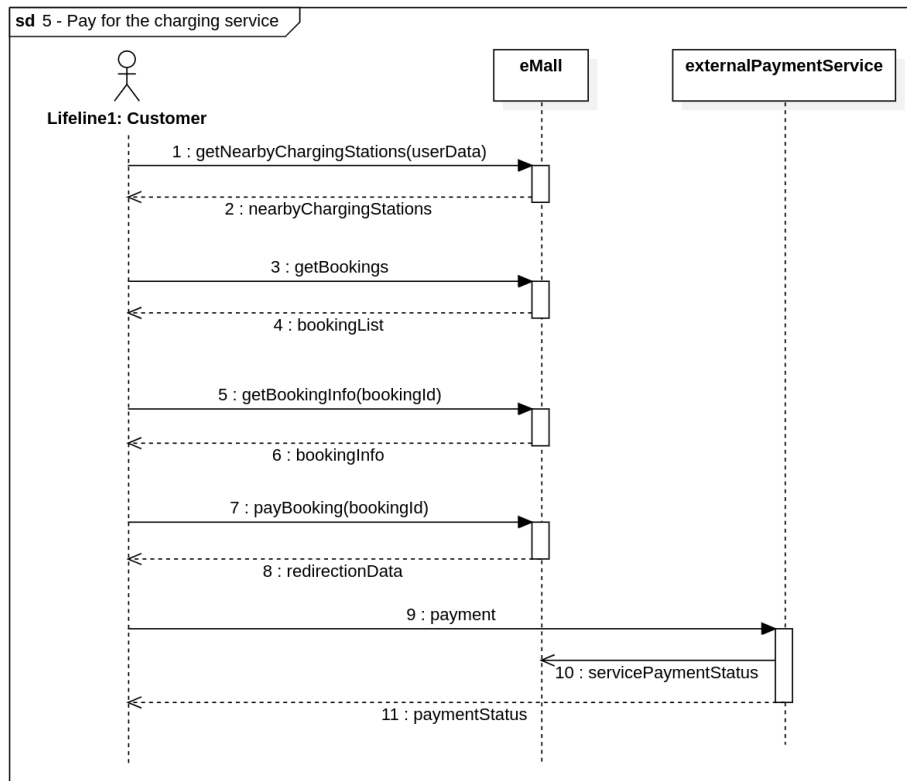 sd 5 - Pay for the charging service
eMall
externalPaymentService
Lifeline1: Customer
1 : getNearbyChargingStations(userData)
2 : nearbyChargingStations
3 : getBookings
4 : bookingList
5 : getBookingInfo(bookingId)
6 : bookingInfo
7 : payBooking(bookingId)
8 : redirectionData
9 : payment
10 : servicePaymentStatus
11 : paymentStatus